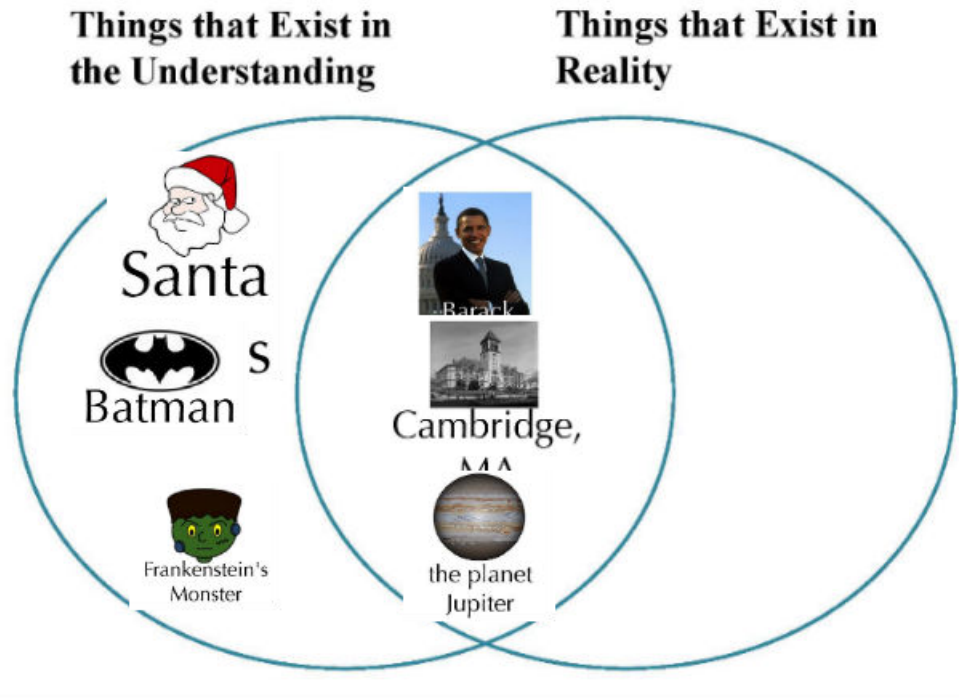 Things that Exist in
the Understanding
Things that Exist in
Reality
Santa
S
Batman
Frankenstein's
Monster
Barack
Cambridge,
MA
the planet
Jupiter